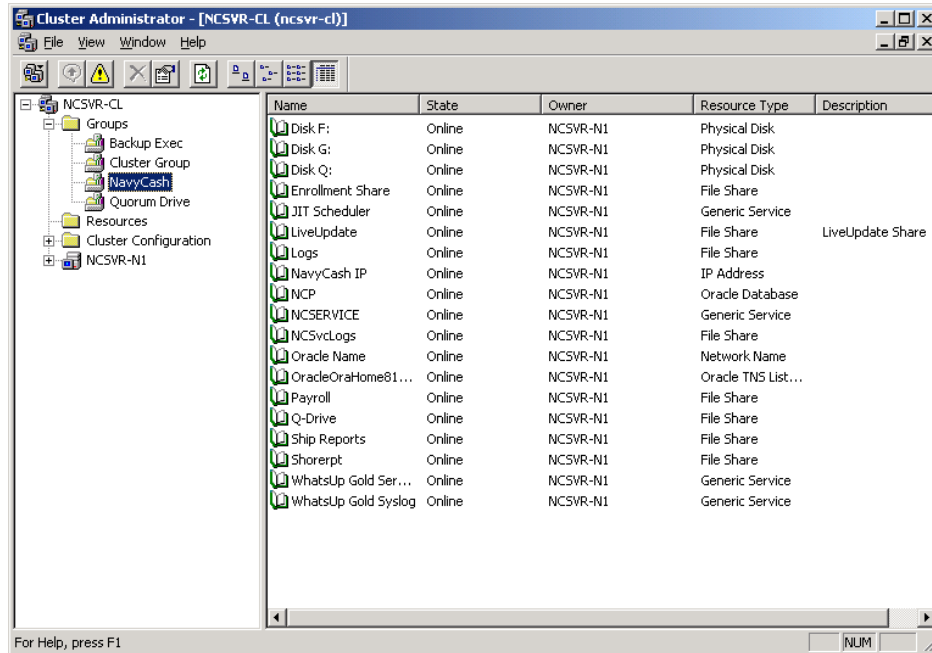 Cluster Administrator - [NCSVR-CL (ncsvr-cl)]
File View Window Help
NCSVR-CL
Groups
Backup Exec
Cluster Group
NavyCash
Quorum Drive
Resources
Cluster Configuration
NCSVR-N1
Name State Owner Resource Type Description
Disk F: Online NCSVR-N1 Physical Disk
Disk G: Online NCSVR-N1 Physical Disk
Disk Q: Online NCSVR-N1 Physical Disk
Enrollment Share Online NCSVR-N1 File Share
JIT Scheduler Online NCSVR-N1 Generic Service
LiveUpdate Online NCSVR-N1 File Share LiveUpdate Share
Logs Online NCSVR-N1 File Share
NavyCash IP Online NCSVR-N1 IP Address
NCP Online NCSVR-N1 Oracle Database
NCSERVICE Online NCSVR-N1 Generic Service
NCSvcLogs Online NCSVR-N1 File Share
Oracle Name Online NCSVR-N1 Network Name
OracleOraHome81... Online NCSVR-N1 Oracle TNS List...
Payroll Online NCSVR-N1 File Share
Q-Drive Online NCSVR-N1 File Share
Ship Reports Online NCSVR-N1 File Share
Shorerpt Online NCSVR-N1 File Share
WhatsUp Gold Ser... Online NCSVR-N1 Generic Service
WhatsUp Gold Syslog Online NCSVR-N1 Generic Service
For Help, press F1 NUM